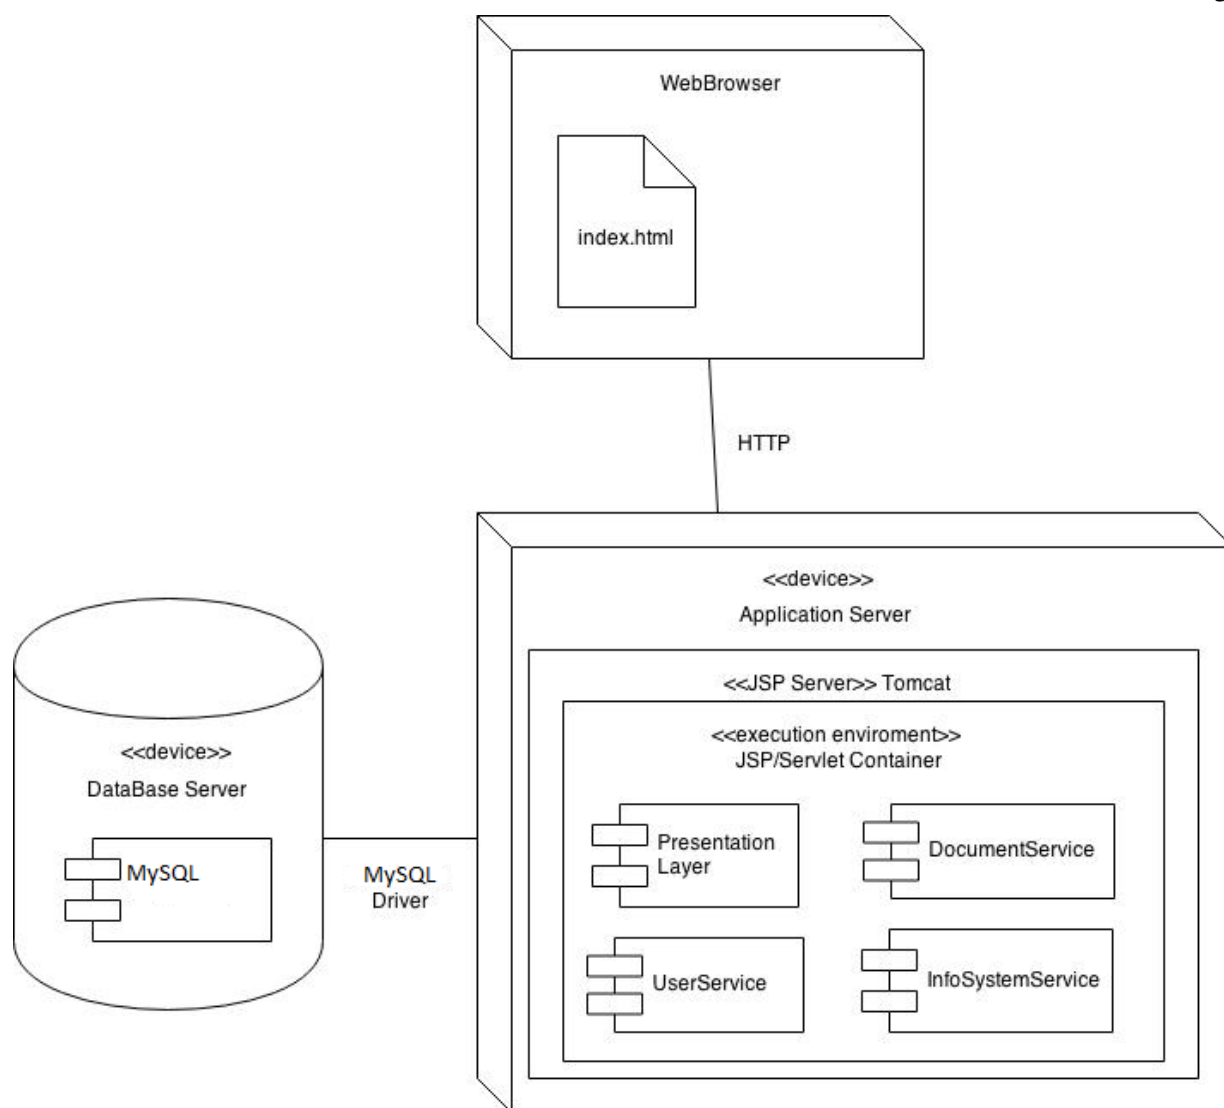 WebBrowser
index.html
HTTP
<<device>>
Application Server
<<JSP Server>> Tomcat
<<execution enviroment>>
JSP/Servlet Container
Presentation
Layer
DocumentService
UserService
InfoSystemService
<<device>>
DataBase Server
MySQL
MySQL
Driver